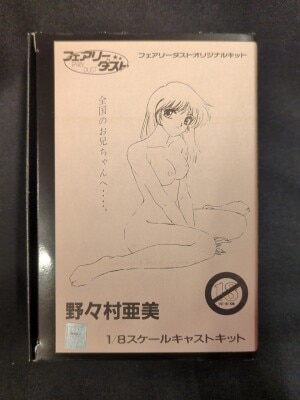 フェアリー
ダスト
フェアリーダストオリジナルキット
全国のお兄ちゃんへ・・・・・
野々村亜美
18
1/8スケールキャストキット